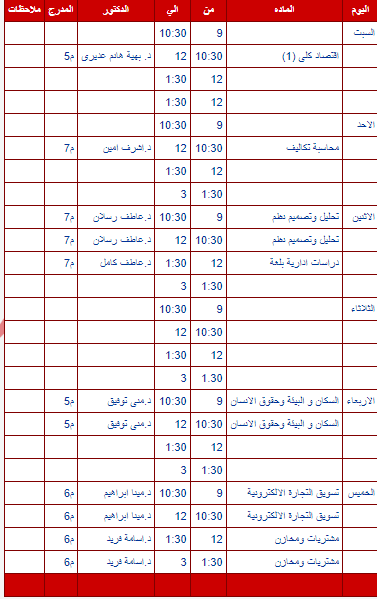 اليوم الماده من الي الدكتور المدرج ملاحظات
السبت 9 10:30
اقتصاد كلى (1) 10:30 12 د. بهية هانم عديرى م5
12 1:30
12 1:30
الاحد 9 10:30
محاسبة تكاليف 10:30 12 د.اشرف امين م7
12 1:30
1:30 3
الاثنين تحليل وتصميم نظم 9 10:30 د.عاطف رسلان م7
تحليل وتصميم نظم 10:30 12 د.عاطف رسلان م7
دراسات ادارية بلغة 12 1:30 د.عاطف كامل م7
1:30 3
الثلاثاء 9 10:30
10:30 12
12 1:30
1:30 3
الاربعاء السكان و البيئة وحقوق الانسان 9 10:30 د.منى توفيق م5
السكان و البيئة وحقوق الانسان 10:30 12 د.منى توفيق م5
12 1:30
1:30 3
الخميس تسويق التجارة الالكترونية 9 10:30 د.مينا ابراهيم م6
تسويق التجارة الالكترونية 10:30 12 د.مينا ابراهيم م6
مشتريات ومخازن 12 1:30 د.اسامة فريد م6
مشتريات ومخازن 1:30 3 د.اسامة فريد م6